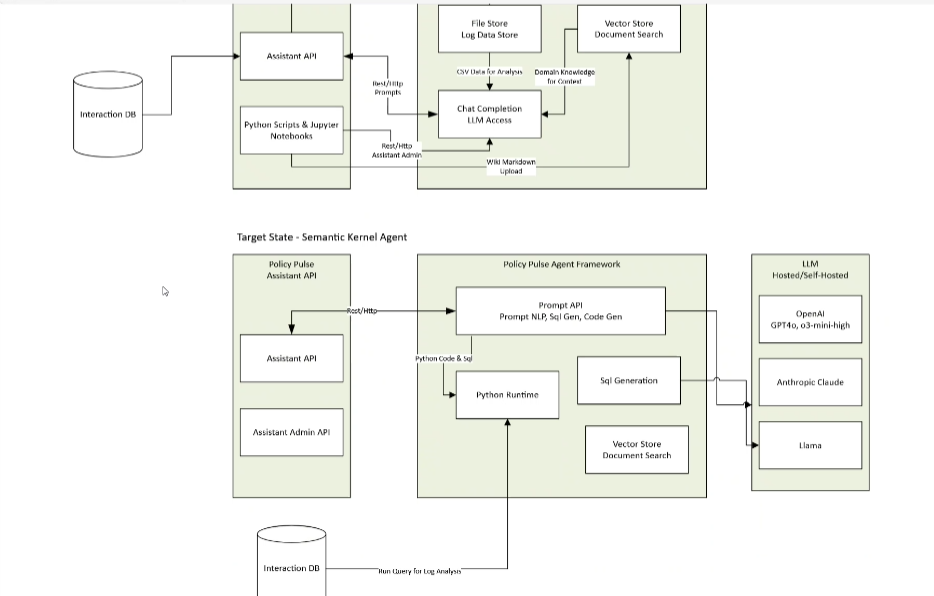 File Store
Log Data Store
Vector Store
Document Search
Assistant API
CSV Data for Analysis
Domain Knowledge
for Context
Rest/Http
Prompts
Interaction DB
Chat Completion
LLM Access
Python Scripts & Jupyter
Notebooks
Rest/Http
Assistant Admin
Wiki Markdown
Upload
Target State - Semantic Kernel Agent
Policy Pulse
Assistant API
Policy Pulse Agent Framework
LLM
Hosted/Self-Hosted
Prompt API
Prompt NLP, Sql Gen, Code Gen
Rest/Http
OpenAI
GPT4o, o3-mini-high
Assistant API
Python Code & Sql
Python Runtime
Sql Generation
Anthropic Claude
Assistant Admin API
Vector Store
Document Search
Llama
Interaction DB
Run Query for Log Analysis